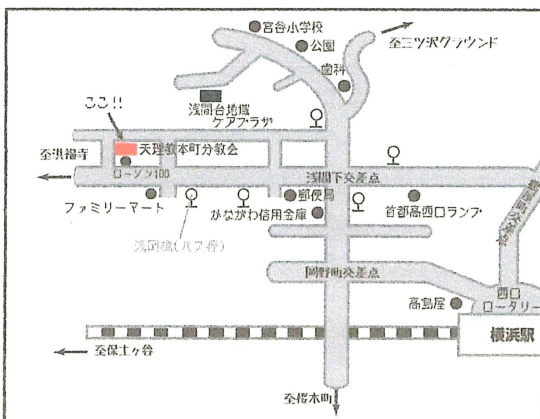 宮谷小学校
公園
至三ツ沢グラウンド
歯科
浅間台地域
ケアプラザ
ここ!!
天理教本町分教会
至洪福寺
ローソン100
浅間下交差点
ファミリーマート
郵便局
かながわ信用金庫
首都高西口ランプ
浅間橋(バス停)
岡野町交差点
西口
ロータリー
高島屋
横浜駅
至保土ヶ谷
至桜木町